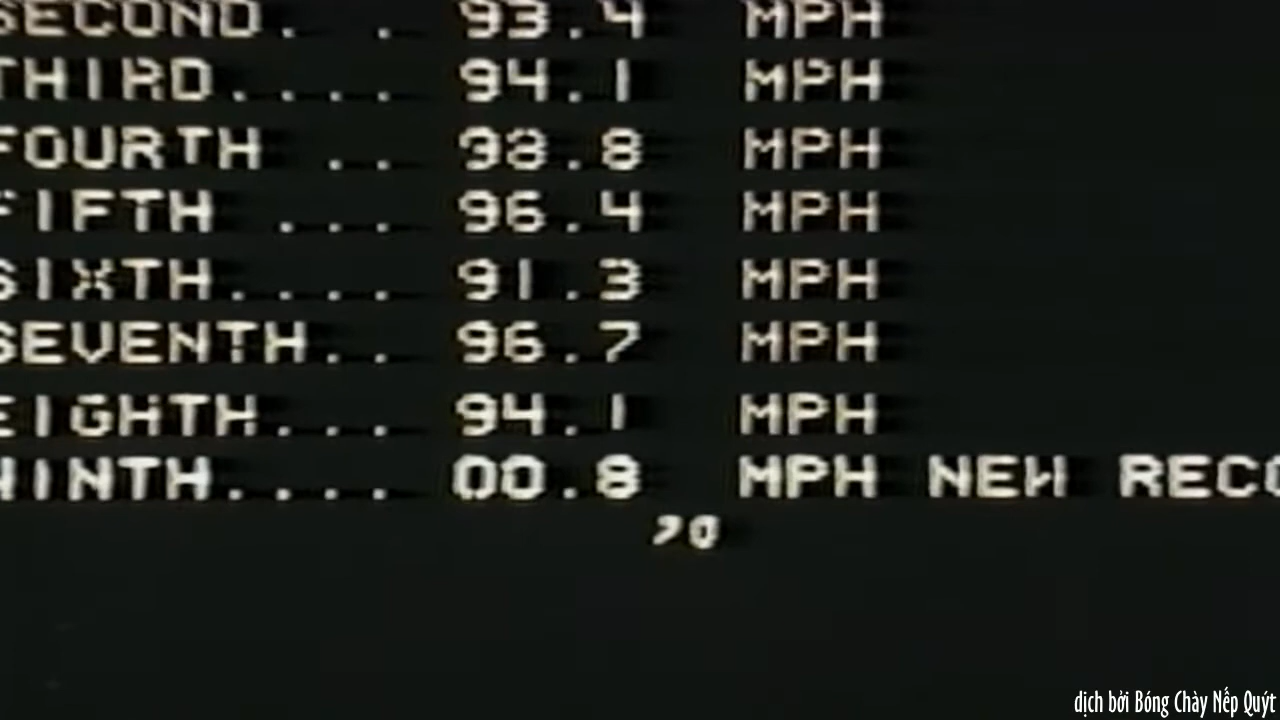 SECOND. . 93.4 MPH
THIRD.... 94.1 MPH
FOURTH .. 98.8 MPH
FIFTH ... 96.4 MPH
SIXTH.... 91.3 MPH
SEVENTH.. 96.7 MPH
EIGHTH... 94.1 MPH
NINTH.... 00.8 MPH NEW RECO
dịch bởi Bóng Chày Nếp Quýt